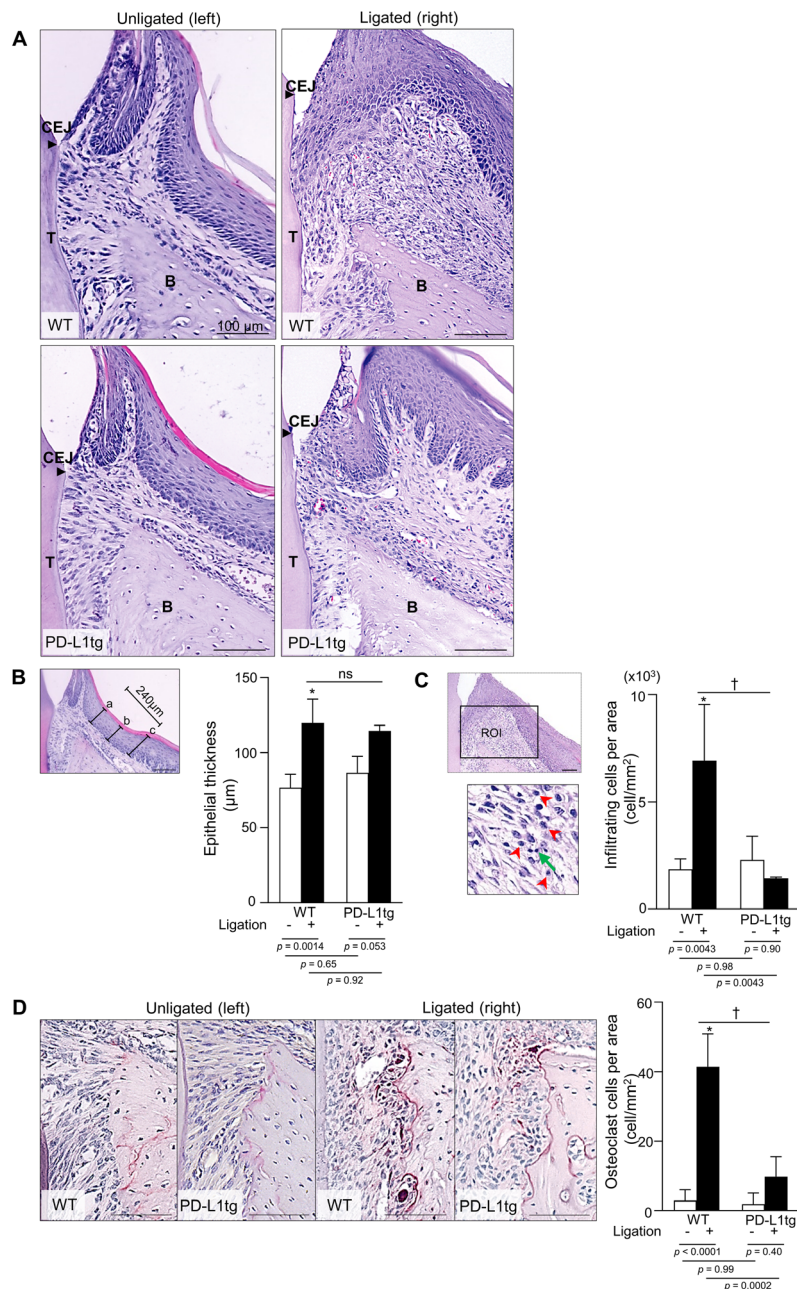 Unligated (left)
Ligated (right)
A
CEJ
T
B
WT
100 µm
CEJ
T
B
WT
CEJ
T
B
PD-L1tg
CEJ
T
B
PD-L1tg
B
240µm
a
b
c
Epithelial thickness
(µm)
150
100
50
0
*
ns
WT
PD-L1tg
Ligation
- + - +
p = 0.0014
p = 0.053
p = 0.65
p = 0.92
C
ROI
(x10³)
Infiltrating cells per area
(cell/mm²)
10
5
0
*
†
WT
PD-L1tg
- + - +
p = 0.0043
p = 0.90
p = 0.98
p = 0.0043
D
Unligated (left)
Ligated (right)
WT
PD-L1tg
WT
PD-L1tg
Osteoclast cells per area
(cell/mm²)
60
40
20
0
*
†
WT
PD-L1tg
Ligation
- + - +
p < 0.0001
p = 0.40
p = 0.99
p = 0.0002